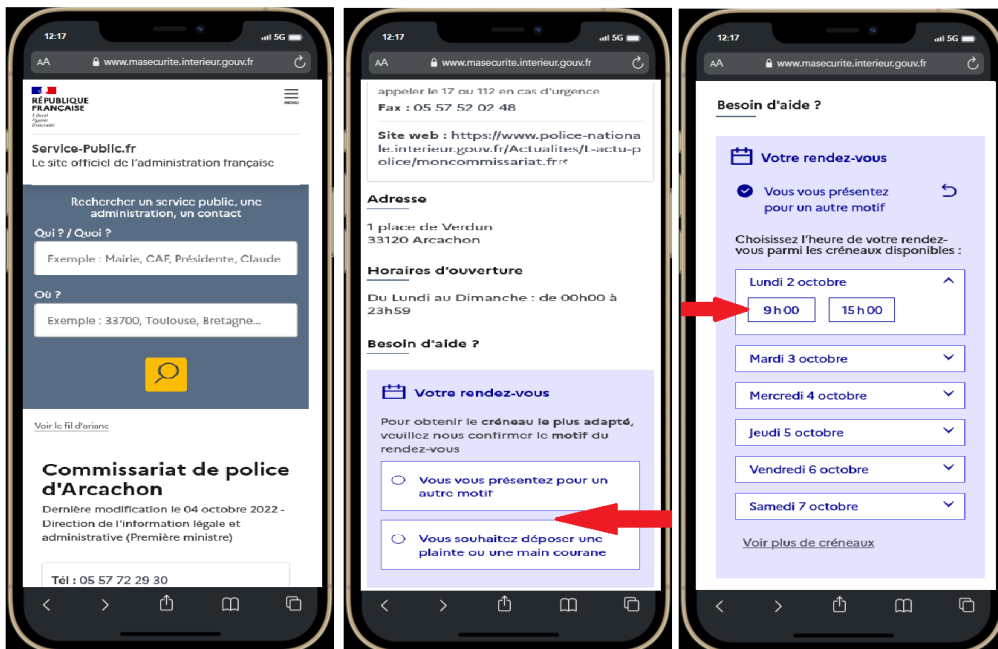 12:17
5G
AA
www.masecurite.interieur.gouv.fr
RÉPUBLIQUE
FRANÇAISE
MENU
Service-Public.fr
Le site officiel de l'administration française
Rechercher un service public, une
administration, un contact
Qui ? / Quoi ?
Exemple : Mairie, CAF, Présidente, Claude
Où ?
Exemple : 33700, Toulouse, Bretagne...
Voir le fil d'ariane
Commissariat de police
d'Arcachon
Dernière modification le 04 octobre 2022 -
Direction de l'information légale et
administrative (Première ministre)
Tél : 05 57 72 29 30
12:17
5G
AA
www.masecurite.interieur.gouv.fr
appeler le 17 ou 112 en cas d'urgence
Fax : 05 57 52 02 48
Site web : https://www.police-nationa
le.interieur.gouv.fr/Actualites/L-actu-p
olice/moncommissariat.fr
Adresse
1 place de Verdun
33120 Arcachon
Horaires d'ouverture
Du Lundi au Dimanche : de 00h00 à
23h59
Besoin d'aide ?
Votre rendez-vous
Pour obtenir le créneau le plus adapté,
veuillez nous confirmer le motif du
rendez-vous
Vous vous présentez pour un
autre motif
Vous souhaitez déposer une
plainte ou une main courane
12:17
5G
AA
www.masecurite.interieur.gouv.fr
Besoin d'aide ?
Votre rendez-vous
Vous vous présentez
pour un autre motif
Choisissez l'heure de votre rendez-
vous parmi les créneaux disponibles :
Lundi 2 octobre
9h00
15h00
Mardi 3 octobre
Mercredi 4 octobre
Jeudi 5 octobre
Vendredi 6 octobre
Samedi 7 octobre
Voir plus de créneaux